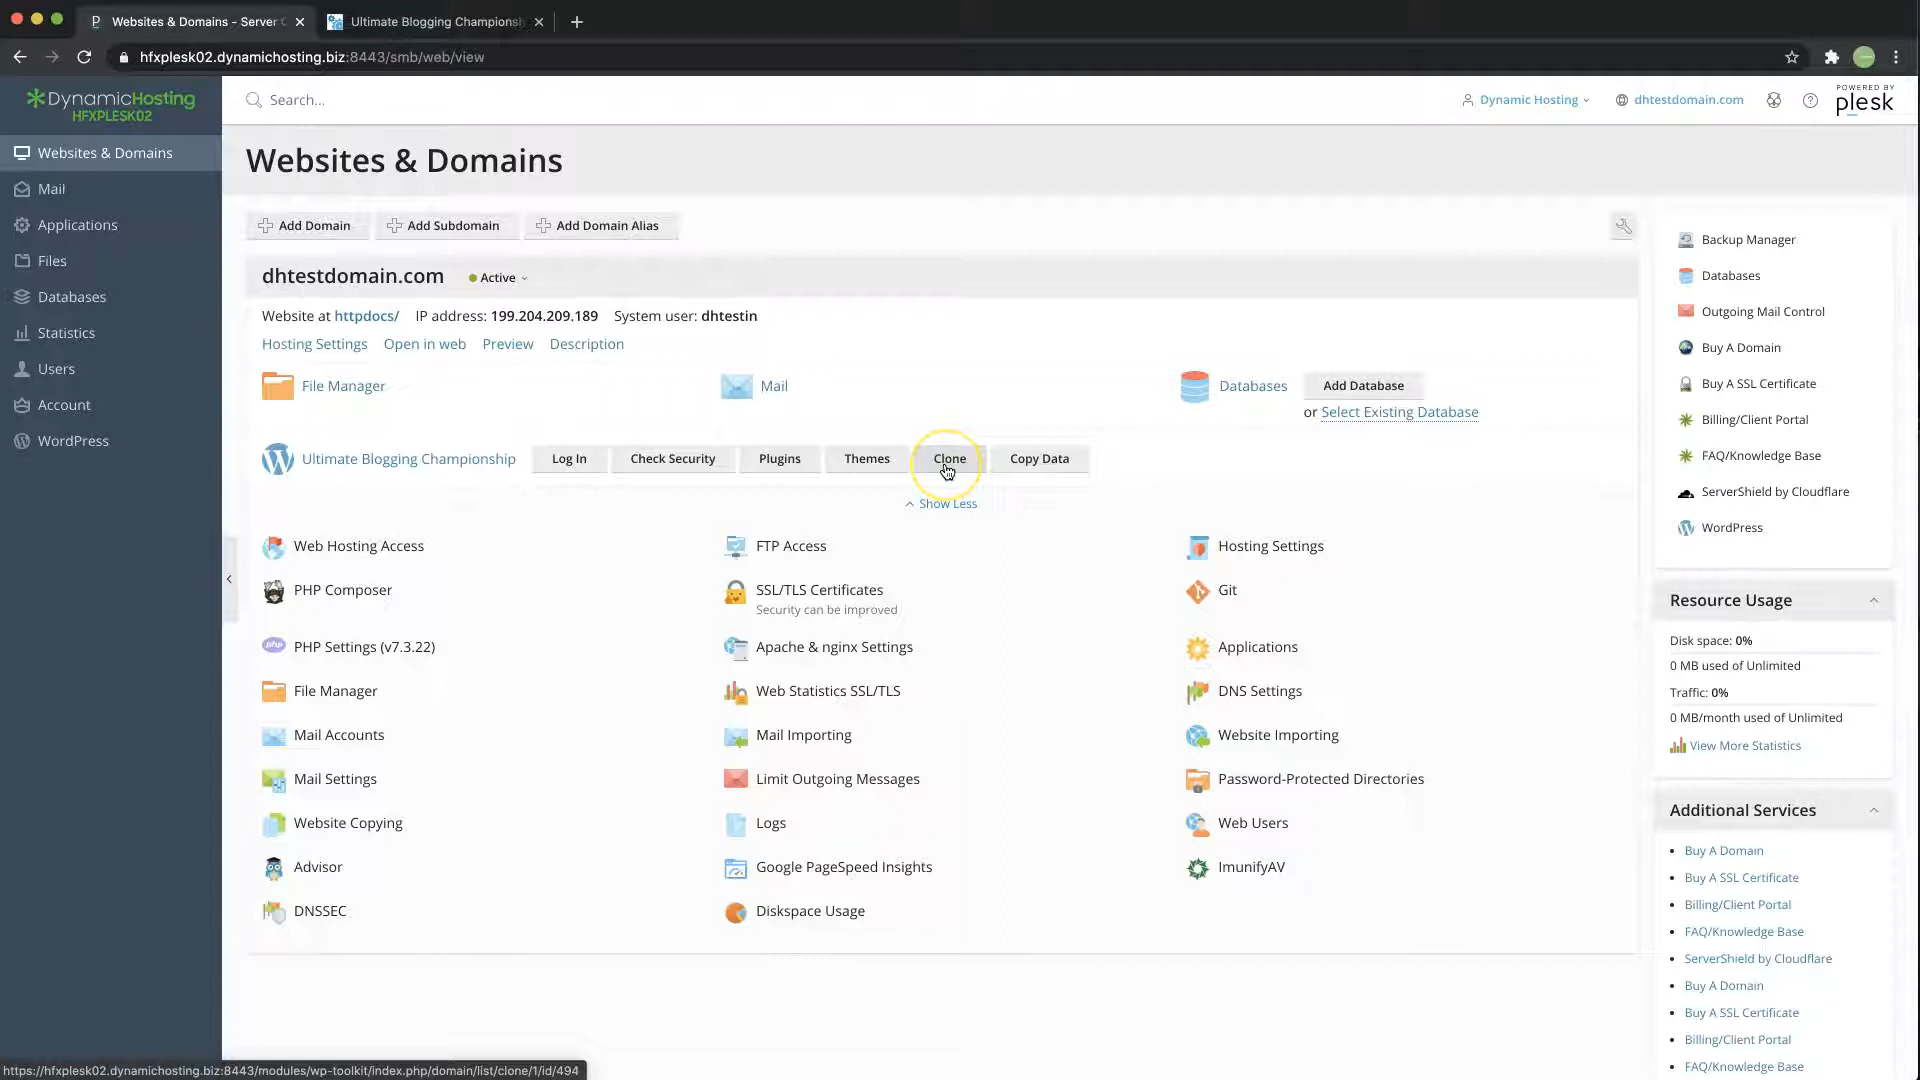 Websites & Domains - Server
Ultimate Blogging Championsh
hfxplesk02.dynamichosting.biz:8443/smb/web/view
DynamicHosting
HFXPLESK02
Search...
Dynamic Hosting
dhtestdomain.com
POWERED BY
plesk
Websites & Domains
Mail
Applications
Files
Databases
Statistics
Users
Account
WordPress
Websites & Domains
Add Domain
Add Subdomain
Add Domain Alias
dhtestdomain.com
Active
Website at httpdocs/ IP address: 199.204.209.189 System user: dhtestin
Hosting Settings Open in web Preview Description
File Manager
Mail
Databases
Add Database
or Select Existing Database
Ultimate Blogging Championship
Log In
Check Security
Plugins
Themes
Clone
Copy Data
Show Less
Web Hosting Access
FTP Access
Hosting Settings
PHP Composer
SSL/TLS Certificates
Security can be improved
Git
PHP Settings (v7.3.22)
php
Apache & nginx Settings
Applications
File Manager
Web Statistics SSL/TLS
DNS Settings
Mail Accounts
Mail Importing
Website Importing
Mail Settings
Limit Outgoing Messages
Password-Protected Directories
Website Copying
Logs
Web Users
Advisor
Google PageSpeed Insights
ImunifyAV
DNSSEC
Diskspace Usage
Backup Manager
Databases
Outgoing Mail Control
Buy A Domain
Buy A SSL Certificate
Billing/Client Portal
FAQ/Knowledge Base
ServerShield by Cloudflare
WordPress
Resource Usage
Disk space: 0%
0 MB used of Unlimited
Traffic: 0%
0 MB/month used of Unlimited
View More Statistics
Additional Services
Buy A Domain
Buy A SSL Certificate
Billing/Client Portal
FAQ/Knowledge Base
ServerShield by Cloudflare
Buy A Domain
Buy A SSL Certificate
Billing/Client Portal
FAQ/Knowledge Base
https://hfxplesk02.dynamichosting.biz:8443/modules/wp-toolkit/index.php/domain/list/clone/1/id/494